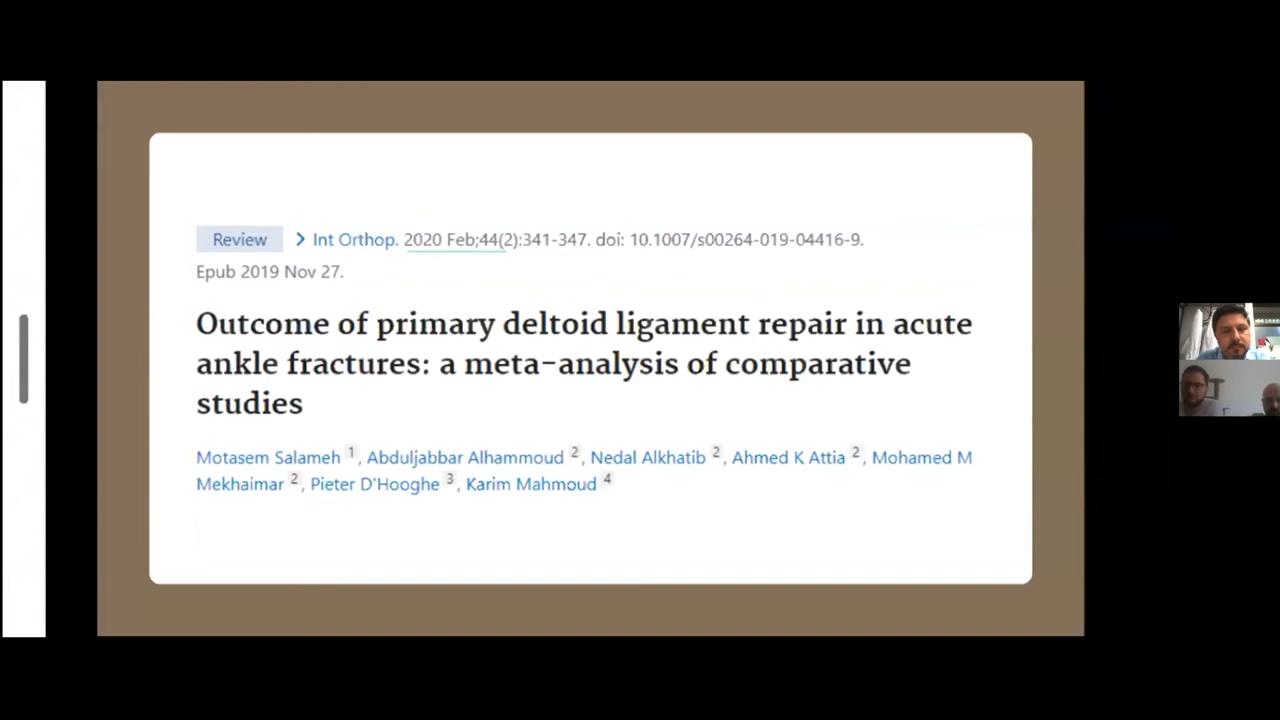 Review > Int Orthop. 2020 Feb;44(2):341-347. doi: 10.1007/s00264-019-04416-9.
Epub 2019 Nov 27.
Outcome of primary deltoid ligament repair in acute
ankle fractures: a meta-analysis of comparative
studies
Motasem Salameh 1, Abduljabbar Alhammoud 2, Nedal Alkhatib 2, Ahmed K Attia 2, Mohamed M
Mekhaimar 2, Pieter D'Hooghe 3, Karim Mahmoud 4